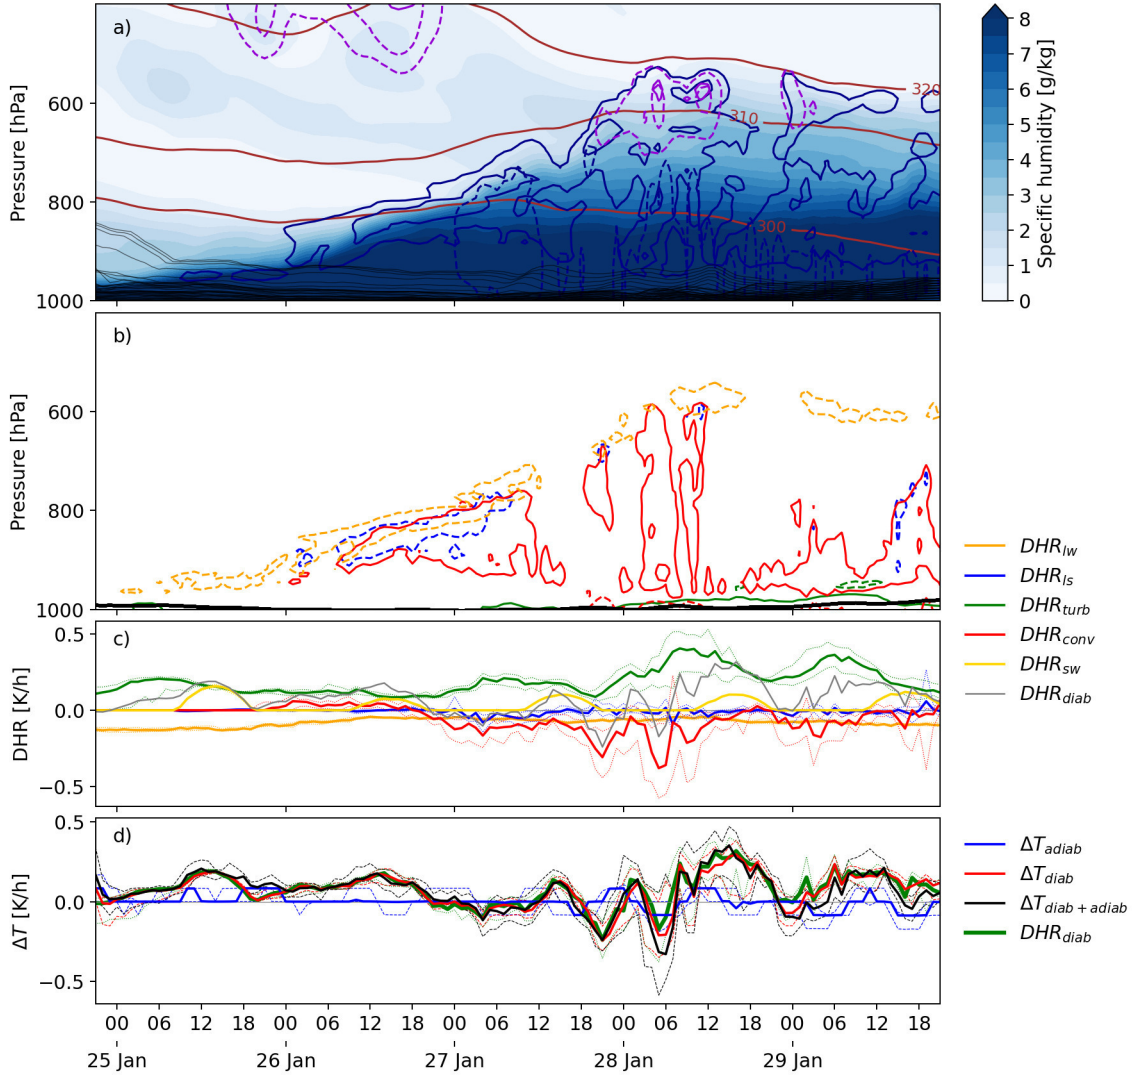 a)
Pressure [hPa]
600
800
1000
320
310
300
8
7
6
5
4
3
2
1
0
Specific humidity [g/kg]
b)
Pressure [hPa]
600
800
1000
DHR_lw
DHR_ls
DHR_turb
DHR_conv
DHR_sw
DHR_diab
c)
DHR [K/h]
0.5
0.0
−0.5
d)
ΔT [K/h]
0.5
0.0
−0.5
ΔT_adiab
ΔT_diab
ΔT_diab+adiab
DHR_diab
00 06 12 18 00 06 12 18 00 06 12 18 00 06 12 18 00 06 12 18
25 Jan 26 Jan 27 Jan 28 Jan 29 Jan